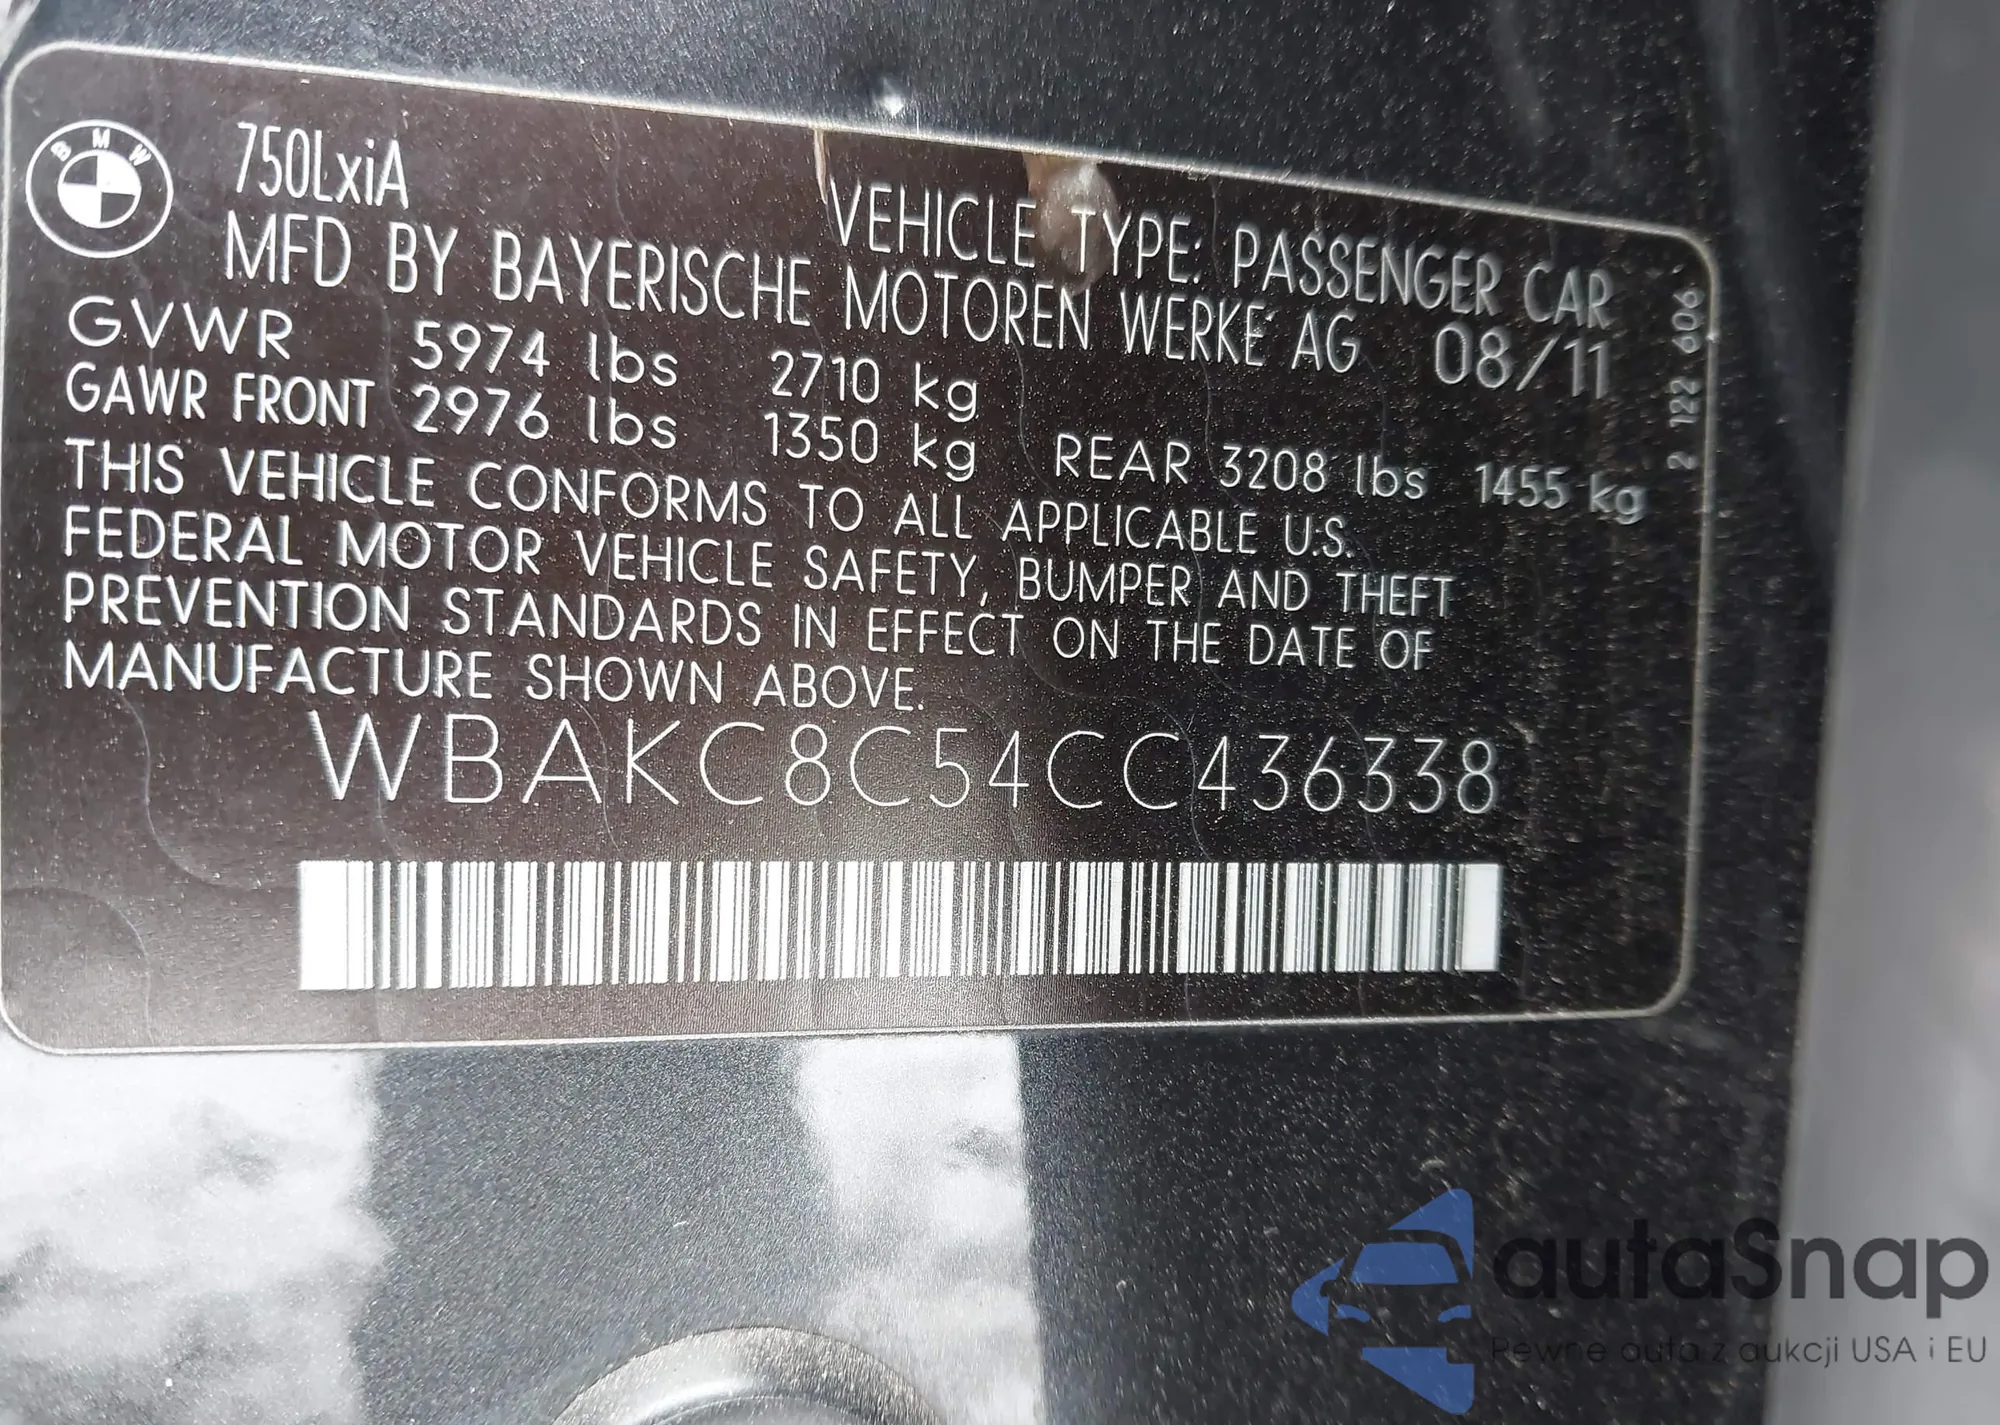 BMW
750LxiA
VEHICLE TYPE: PASSENGER CAR
MFD BY BAYERISCHE MOTOREN WERKE AG 08/11
GVWR 5974 lbs 2710 kg
GAWR FRONT 2976 lbs 1350 kg REAR 3208 lbs 1455 kg
THIS VEHICLE CONFORMS TO ALL APPLICABLE U.S.
FEDERAL MOTOR VEHICLE SAFETY, BUMPER AND THEFT
PREVENTION STANDARDS IN EFFECT ON THE DATE OF
MANUFACTURE SHOWN ABOVE.
WBAKC8C54CC436338
2 122 606
autaSnap
Pewne auta z aukcji USA i EU